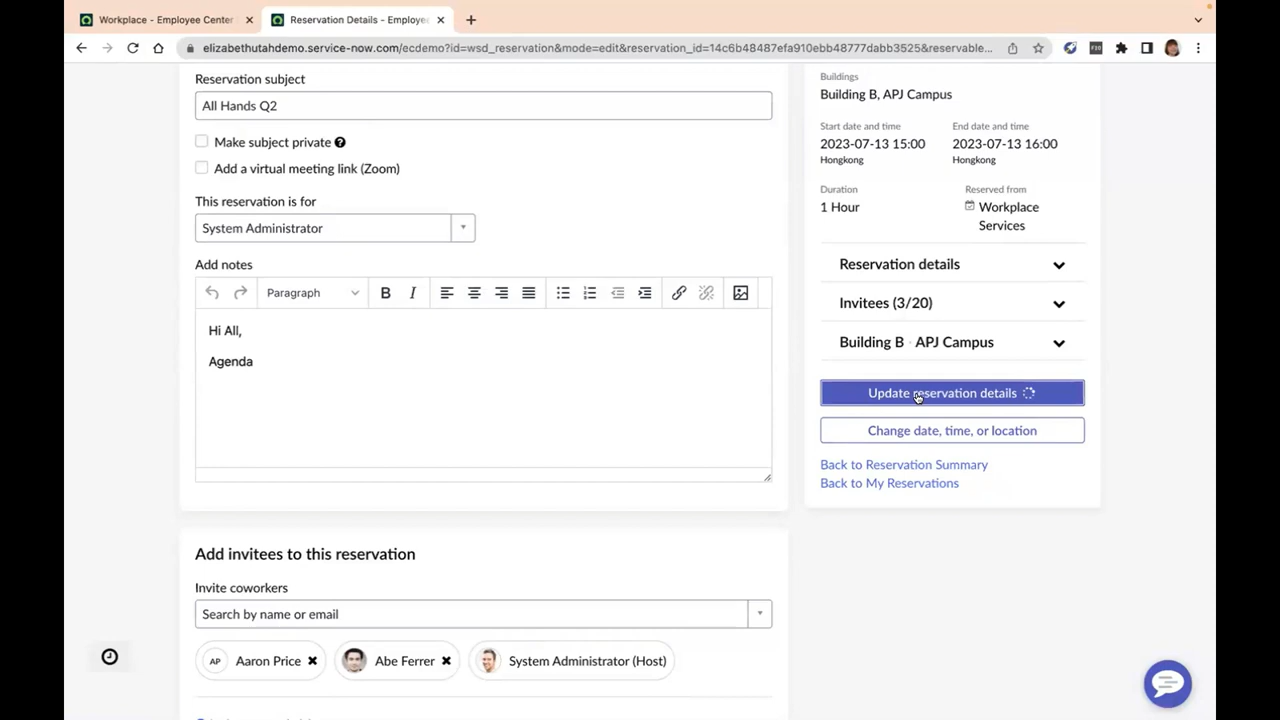 Workplace - Employee Center
Reservation Details - Employe
elizabethutahdemo.service-now.com/ecdemo?id=wsd_reservation&mode=edit&reservation_id=14c6b48487efa910ebb48777dabb3525&reservable...
Reservation subject
All Hands Q2
Make subject private
Add a virtual meeting link (Zoom)
This reservation is for
System Administrator
Add notes
Paragraph
B I
Hi All,
Agenda
Add invitees to this reservation
Invite coworkers
Search by name or email
AP Aaron Price
Abe Ferrer
System Administrator (Host)
Buildings
Building B, APJ Campus
Start date and time
2023-07-13 15:00
Hongkong
End date and time
2023-07-13 16:00
Hongkong
Duration
1 Hour
Reserved from
Workplace
Services
Reservation details
Invitees (3/20)
Building B · APJ Campus
Update reservation details
Change date, time, or location
Back to Reservation Summary
Back to My Reservations